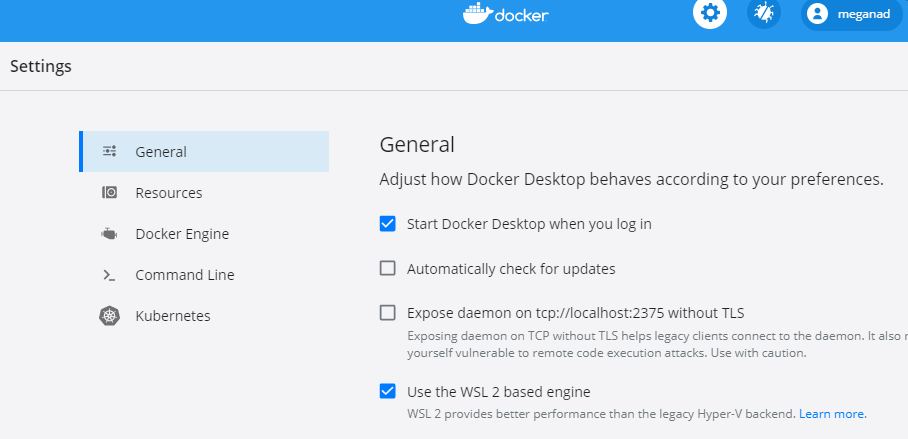 docker
meganad
Settings
General
Resources
Docker Engine
Command Line
Kubernetes
General
Adjust how Docker Desktop behaves according to your preferences.
Start Docker Desktop when you log in
Automatically check for updates
Expose daemon on tcp://localhost:2375 without TLS
Exposing daemon on TCP without TLS helps legacy clients connect to the daemon. It also
yourself vulnerable to remote code execution attacks. Use with caution.
Use the WSL 2 based engine
WSL 2 provides better performance than the legacy Hyper-V backend. Learn more.